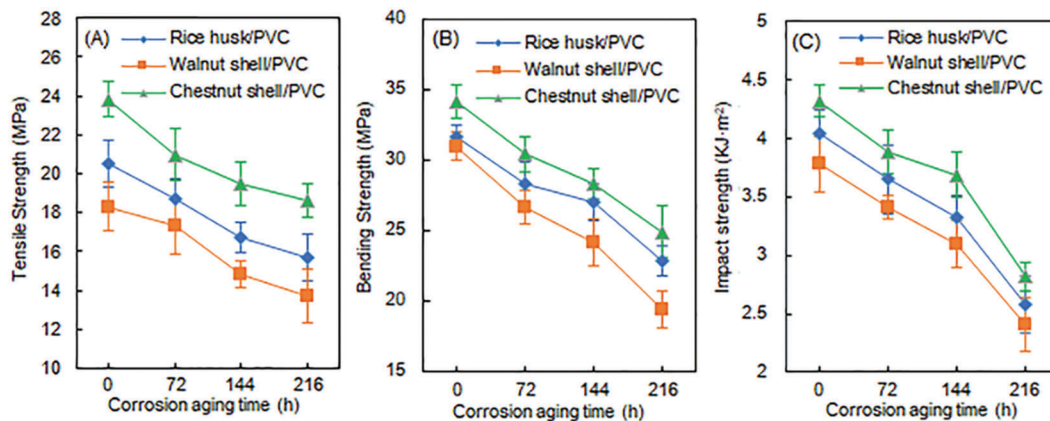 (A)
Rice husk/PVC
Walnut shell/PVC
Chestnut shell/PVC
Tensile Strength (MPa)
28
26
24
22
20
18
16
14
12
10
0 72 144 216
Corrosion aging time (h)
(B)
Rice husk/PVC
Walnut shell/PVC
Chestnut shell/PVC
Bending Strength (MPa)
40
35
30
25
20
15
0 72 144 216
Corrosion aging time (h)
(C)
Rice husk/PVC
Walnut shell/PVC
Chestnut shell/PVC
Impact strength (KJ·m⁻²)
5
4.5
4
3.5
3
2.5
2
0 72 144 216
Corrosion aging time (h)